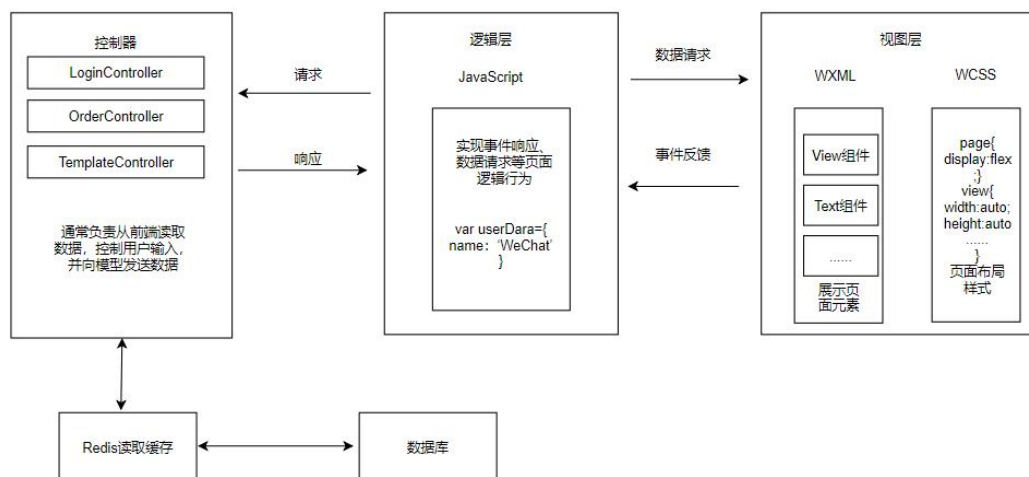 控制器
LoginController
OrderController
TemplateController
通常负责从前端读取
数据，控制用户输入，
并向模型发送数据
请求
响应
逻辑层
JavaScript
实现事件响应、
数据请求等页面
逻辑行为
var userDara={
name：‘WeChat’
}
数据请求
事件反馈
视图层
WXML
View组件
Text组件
......
展示页
面元素
WCSS
page{
display:flex
;}
view{
width:auto;
height:auto
......
}
页面布局
样式
Redis读取缓存
数据库